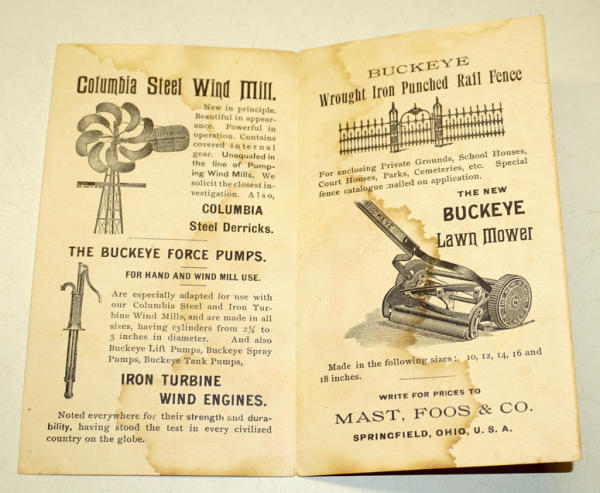 Columbia Steel Wind Mill.
New in principle.
Beautiful in appear-
ance. Powerful in
operation. Contains
covered internal
gear. Unequaled in
the line of Pump-
ing Wind Mills. We
solicit the closest in-
vestigation. Also,
COLUMBIA
Steel Derricks.
THE BUCKEYE FORCE PUMPS.
FOR HAND AND WIND MILL USE.
Are especially adapted for use with
our Columbia Steel and Iron Tur-
bine Wind Mills, and are made in all
sizes, having cylinders from 2¼ to
5 inches in diameter. And also
Buckeye Lift Pumps, Buckeye Spray
Pumps, Buckeye Tank Pumps,
IRON TURBINE
WIND ENGINES.
Noted everywhere for their strength and dura-
bility, having stood the test in every civilized
country on the globe.
BUCKEYE
Wrought Iron Punched Rail Fence
For enclosing Private Grounds, School Houses,
Court Houses, Parks, Cemeteries, etc. Special
fence catalogue mailed on application.
THE NEW
BUCKEYE
Lawn Mower
BUCKEYE
Made in the following sizes: 10, 12, 14, 16 and
18 inches.
WRITE FOR PRICES TO
MAST, FOOS & CO.
SPRINGFIELD, OHIO, U. S. A.